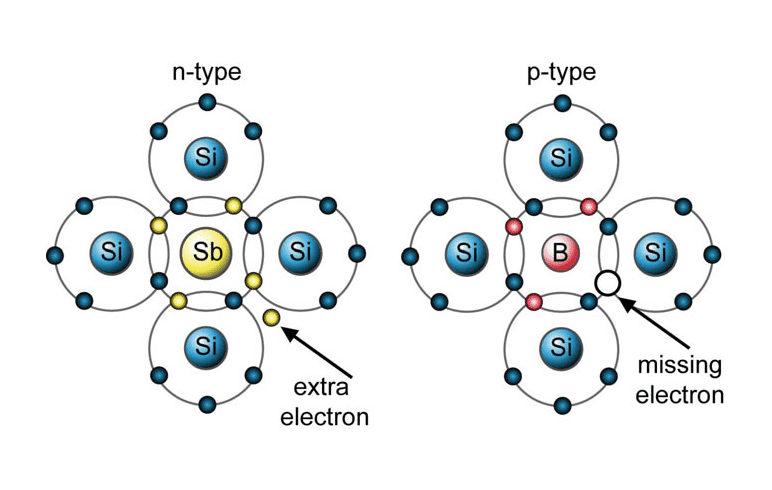 n-type
p-type
Si
Si
Si
Sb
Si
Si
B
Si
Si
Si
extra
electron
missing
electron